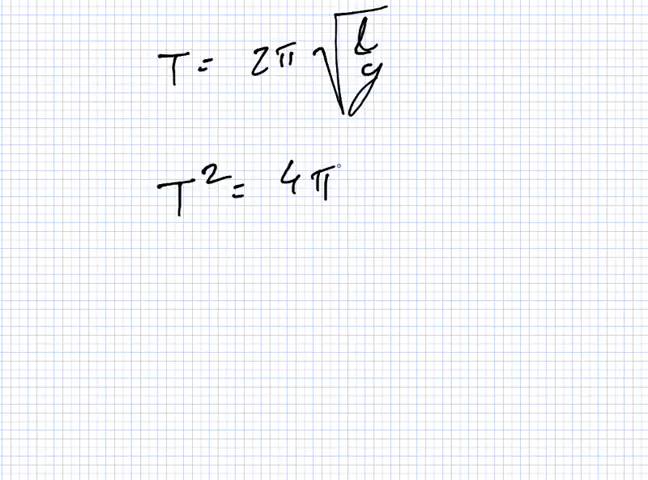 T = 2π √(l/g)
T² = 4π